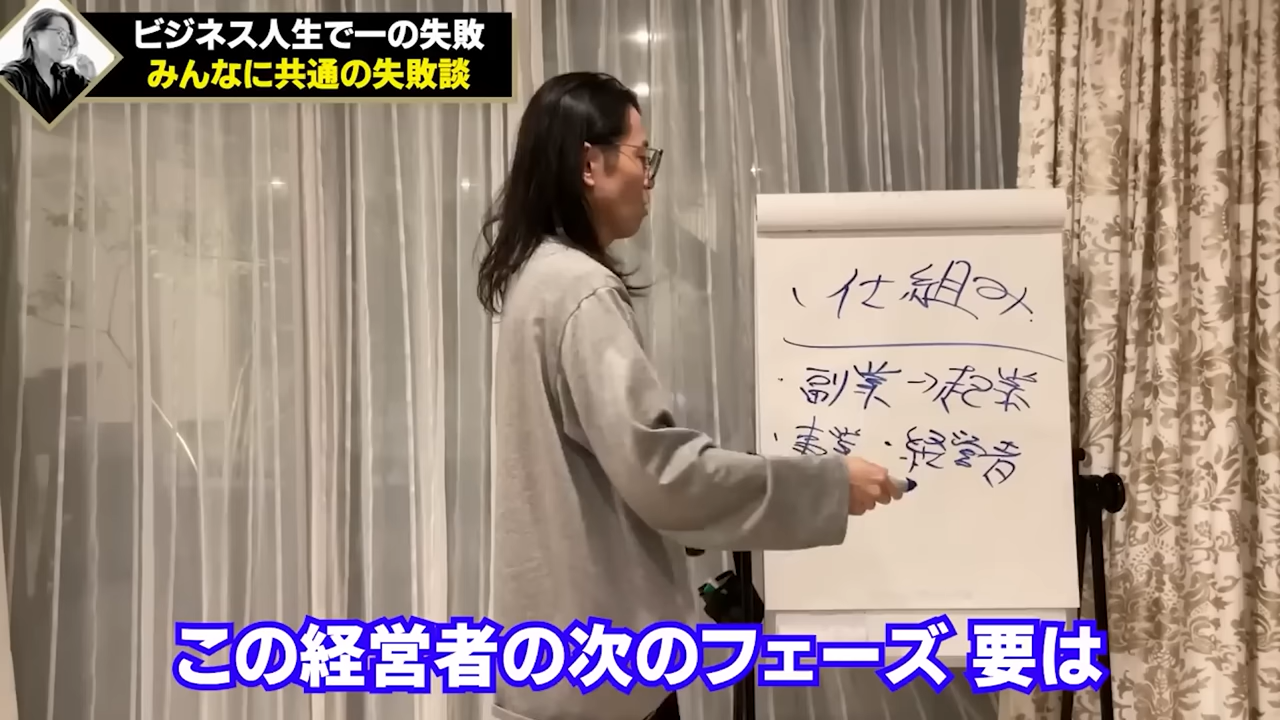 ビジネス人生で一の失敗
みんなに共通の失敗談
、仕組み
・副業→起業
・事業・経営者
この経営者の次のフェーズ 要は